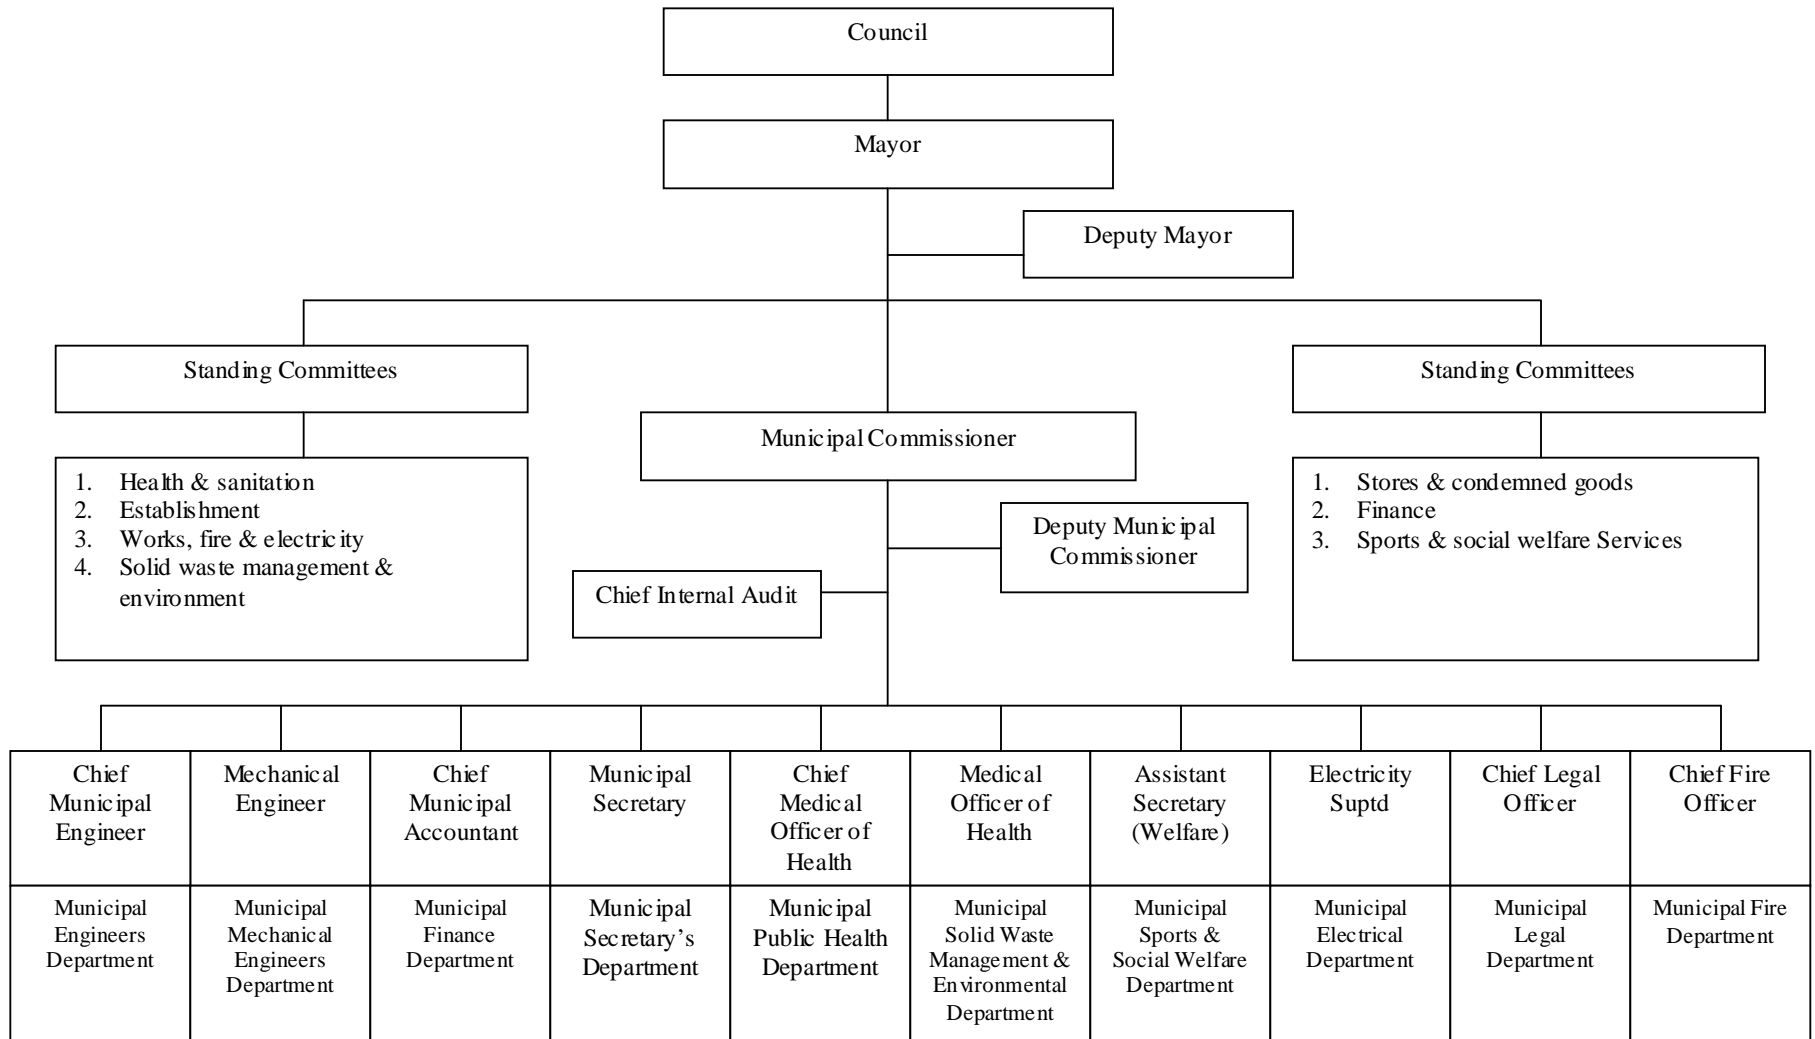 Council
Mayor
Deputy Mayor
Standing Committees
Standing Committees
Municipal Commissioner
1. Health & sanitation
2. Establishment
3. Works, fire & electricity
4. Solid waste management &
environment
1. Stores & condemned goods
2. Finance
3. Sports & social welfare Services
Deputy Municipal
Commissioner
Chief Internal Audit
Chief
Municipal
Engineer
Mechanical
Engineer
Chief
Municipal
Accountant
Municipal
Secretary
Chief
Medical
Officer of
Health
Medical
Officer of
Health
Assistant
Secretary
(Welfare)
Electricity
Suptd
Chief Legal
Officer
Chief Fire
Officer
Municipal
Engineers
Department
Municipal
Mechanical
Engineers
Department
Municipal
Finance
Department
Municipal
Secretary’s
Department
Municipal
Public Health
Department
Municipal
Solid Waste
Management &
Environmental
Department
Municipal
Sports &
Social Welfare
Department
Municipal
Electrical
Department
Municipal
Legal
Department
Municipal Fire
Department